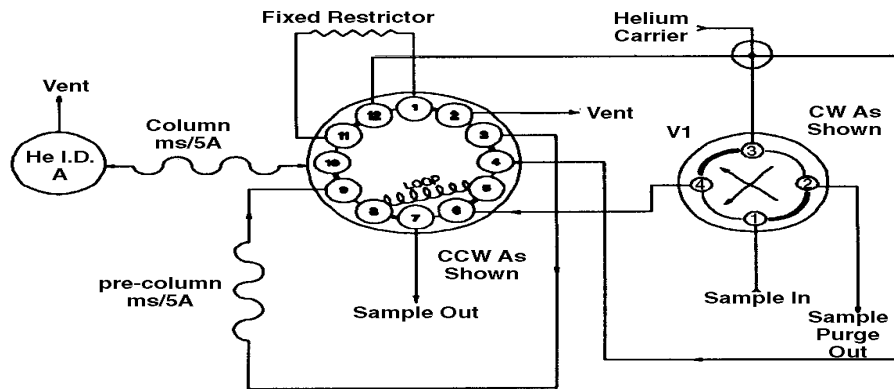 Fixed Restrictor
Helium
Carrier
Vent
Column
ms/5A
He I.D.
A
12
1
2
11
3
10
4
9
5
LOOP
8
7
6
Vent
V1
CW As
Shown
3
4
2
1
CCW As
Shown
pre-column
ms/5A
Sample Out
Sample In
Sample
Purge
Out